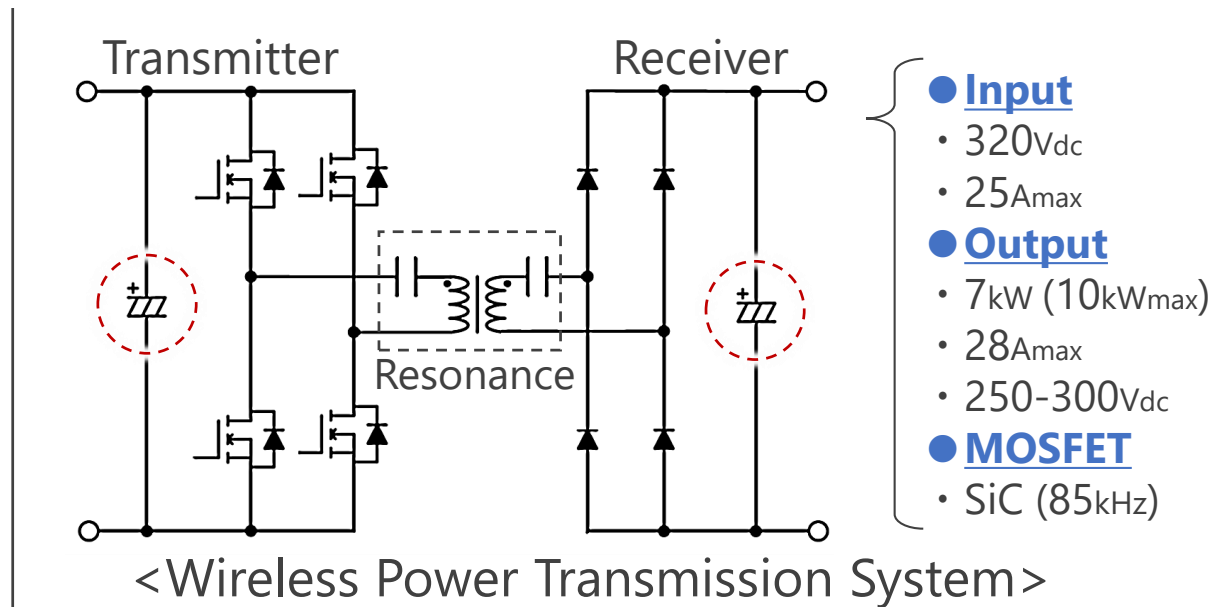 Transmitter
Receiver
+
+
Resonance
●Input
・320Vdc
・25Amax
●Output
・7kW (10kWmax)
・28Amax
・250-300Vdc
●MOSFET
・SiC (85kHz)
<Wireless Power Transmission System>